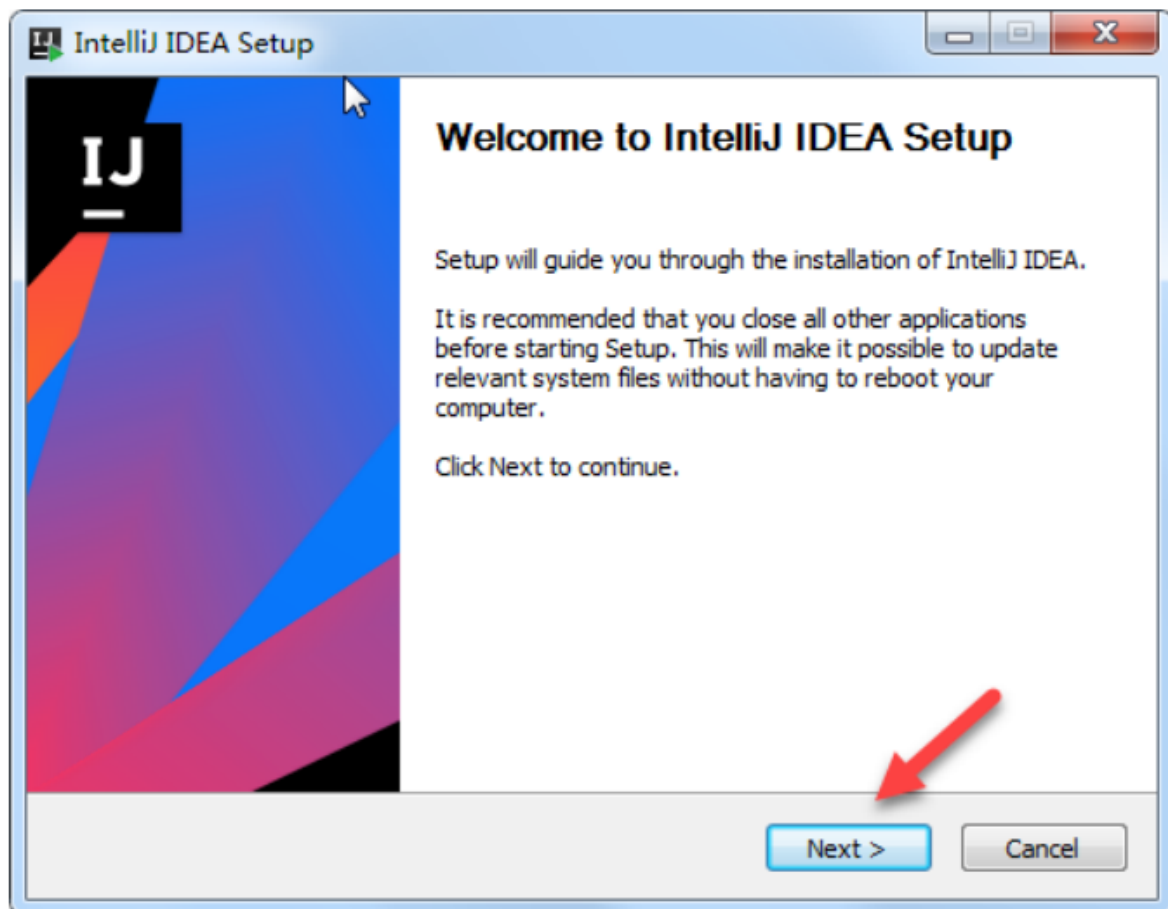 IntelliJ IDEA Setup
IJ
Welcome to IntelliJ IDEA Setup
Setup will guide you through the installation of IntelliJ IDEA.
It is recommended that you close all other applications
before starting Setup. This will make it possible to update
relevant system files without having to reboot your
computer.
Click Next to continue.
Next >
Cancel